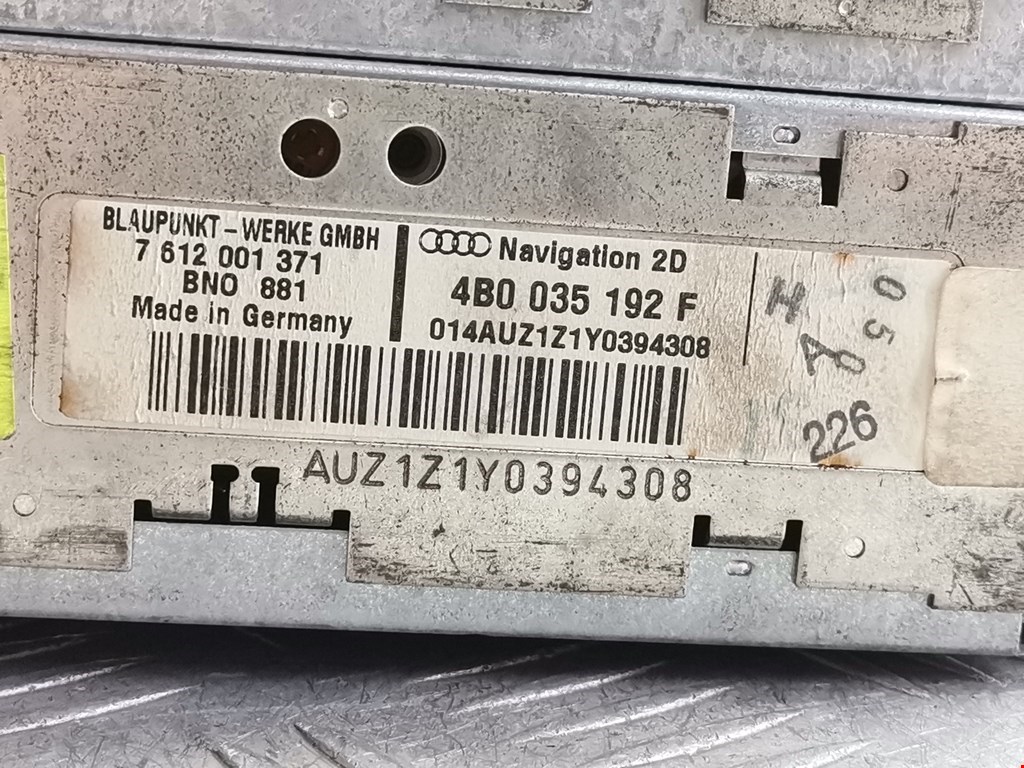 BLAUPUNKT - WERKE GMBH
7 612 001 371
BNO 881
Made in Germany
Navigation 2D
4B0 035 192 F
014AUZ1Z1Y0394308
H
A
050
226
AUZ1Z1Y0394308